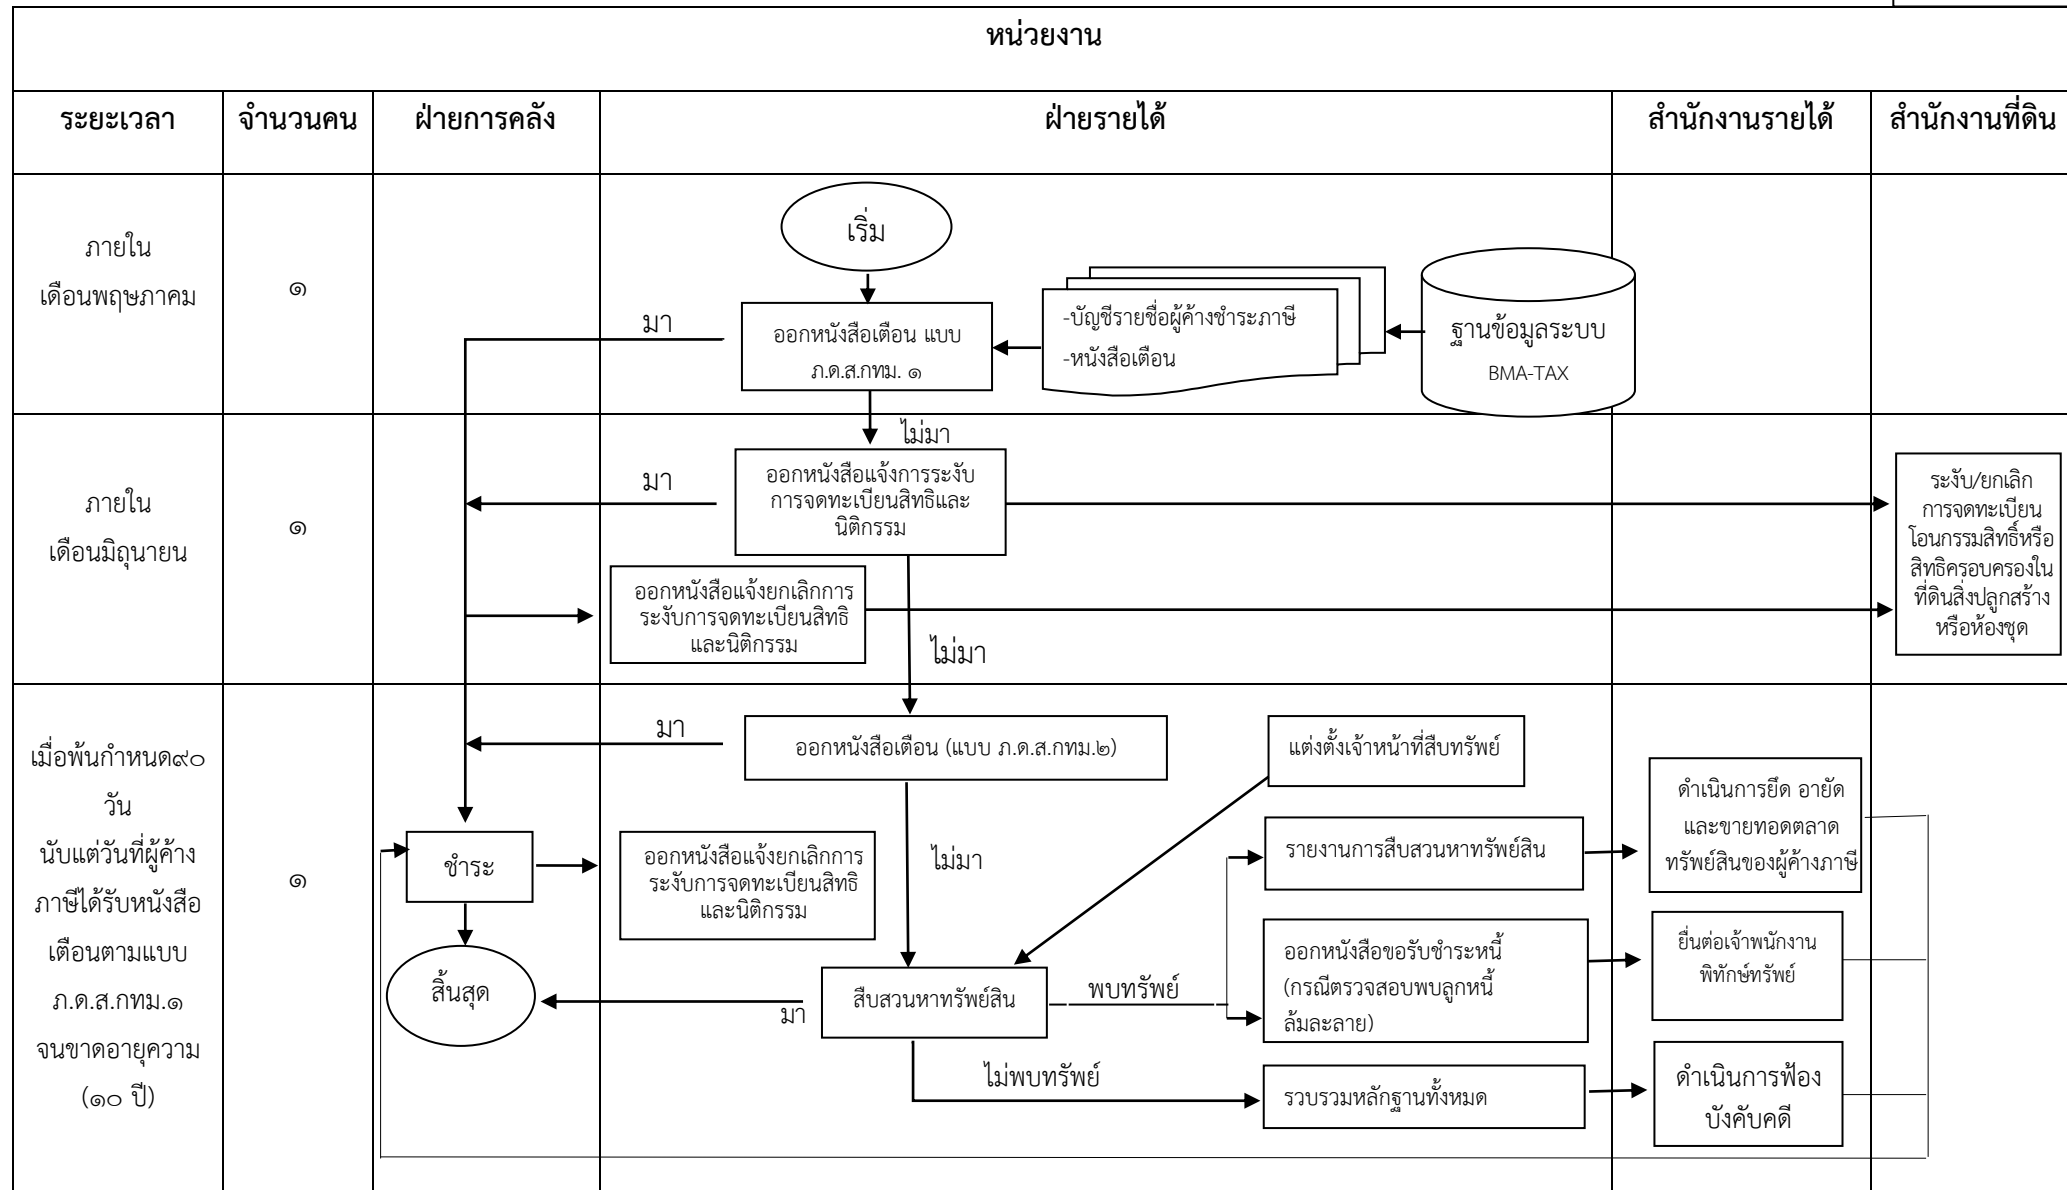 หน่วยงาน
ระยะเวลา
จำนวนคน
ฝ่ายการคลัง
ฝ่ายรายได้
สำนักงานรายได้
สำนักงานที่ดิน
ภายใน
เดือนพฤษภาคม
๑
เริ่ม
มา
ออกหนังสือเตือน แบบ
ภ.ด.ส.กทม. ๑
-บัญชีรายชื่อผู้ค้างชำระภาษี
-หนังสือเตือน
ฐานข้อมูลระบบ
BMA-TAX
ไม่มา
ภายใน
เดือนมิถุนายน
๑
มา
ออกหนังสือแจ้งการระงับ
การจดทะเบียนสิทธิและ
นิติกรรม
ระงับ/ยกเลิก
การจดทะเบียน
โอนกรรมสิทธิ์หรือ
สิทธิครอบครองใน
ที่ดินสิ่งปลูกสร้าง
หรือห้องชุด
ออกหนังสือแจ้งยกเลิกการ
ระงับการจดทะเบียนสิทธิ
และนิติกรรม
ไม่มา
เมื่อพ้นกำหนด๙๐
วัน
นับแต่วันที่ผู้ค้าง
ภาษีได้รับหนังสือ
เตือนตามแบบ
ภ.ด.ส.กทม.๑
จนขาดอายุความ
(๑๐ ปี)
๑
มา
ออกหนังสือเตือน (แบบ ภ.ด.ส.กทม.๒)
แต่งตั้งเจ้าหน้าที่สืบทรัพย์
ชำระ
ออกหนังสือแจ้งยกเลิกการ
ระงับการจดทะเบียนสิทธิ
และนิติกรรม
ไม่มา
รายงานการสืบสวนหาทรัพย์สิน
ดำเนินการยึด อายัด
และขายทอดตลาด
ทรัพย์สินของผู้ค้างภาษี
สิ้นสุด
มา
สืบสวนหาทรัพย์สิน
พบทรัพย์
ออกหนังสือขอรับชำระหนี้
(กรณีตรวจสอบพบลูกหนี้
ล้มละลาย)
ยื่นต่อเจ้าพนักงาน
พิทักษ์ทรัพย์
ไม่พบทรัพย์
รวบรวมหลักฐานทั้งหมด
ดำเนินการฟ้อง
บังคับคดี